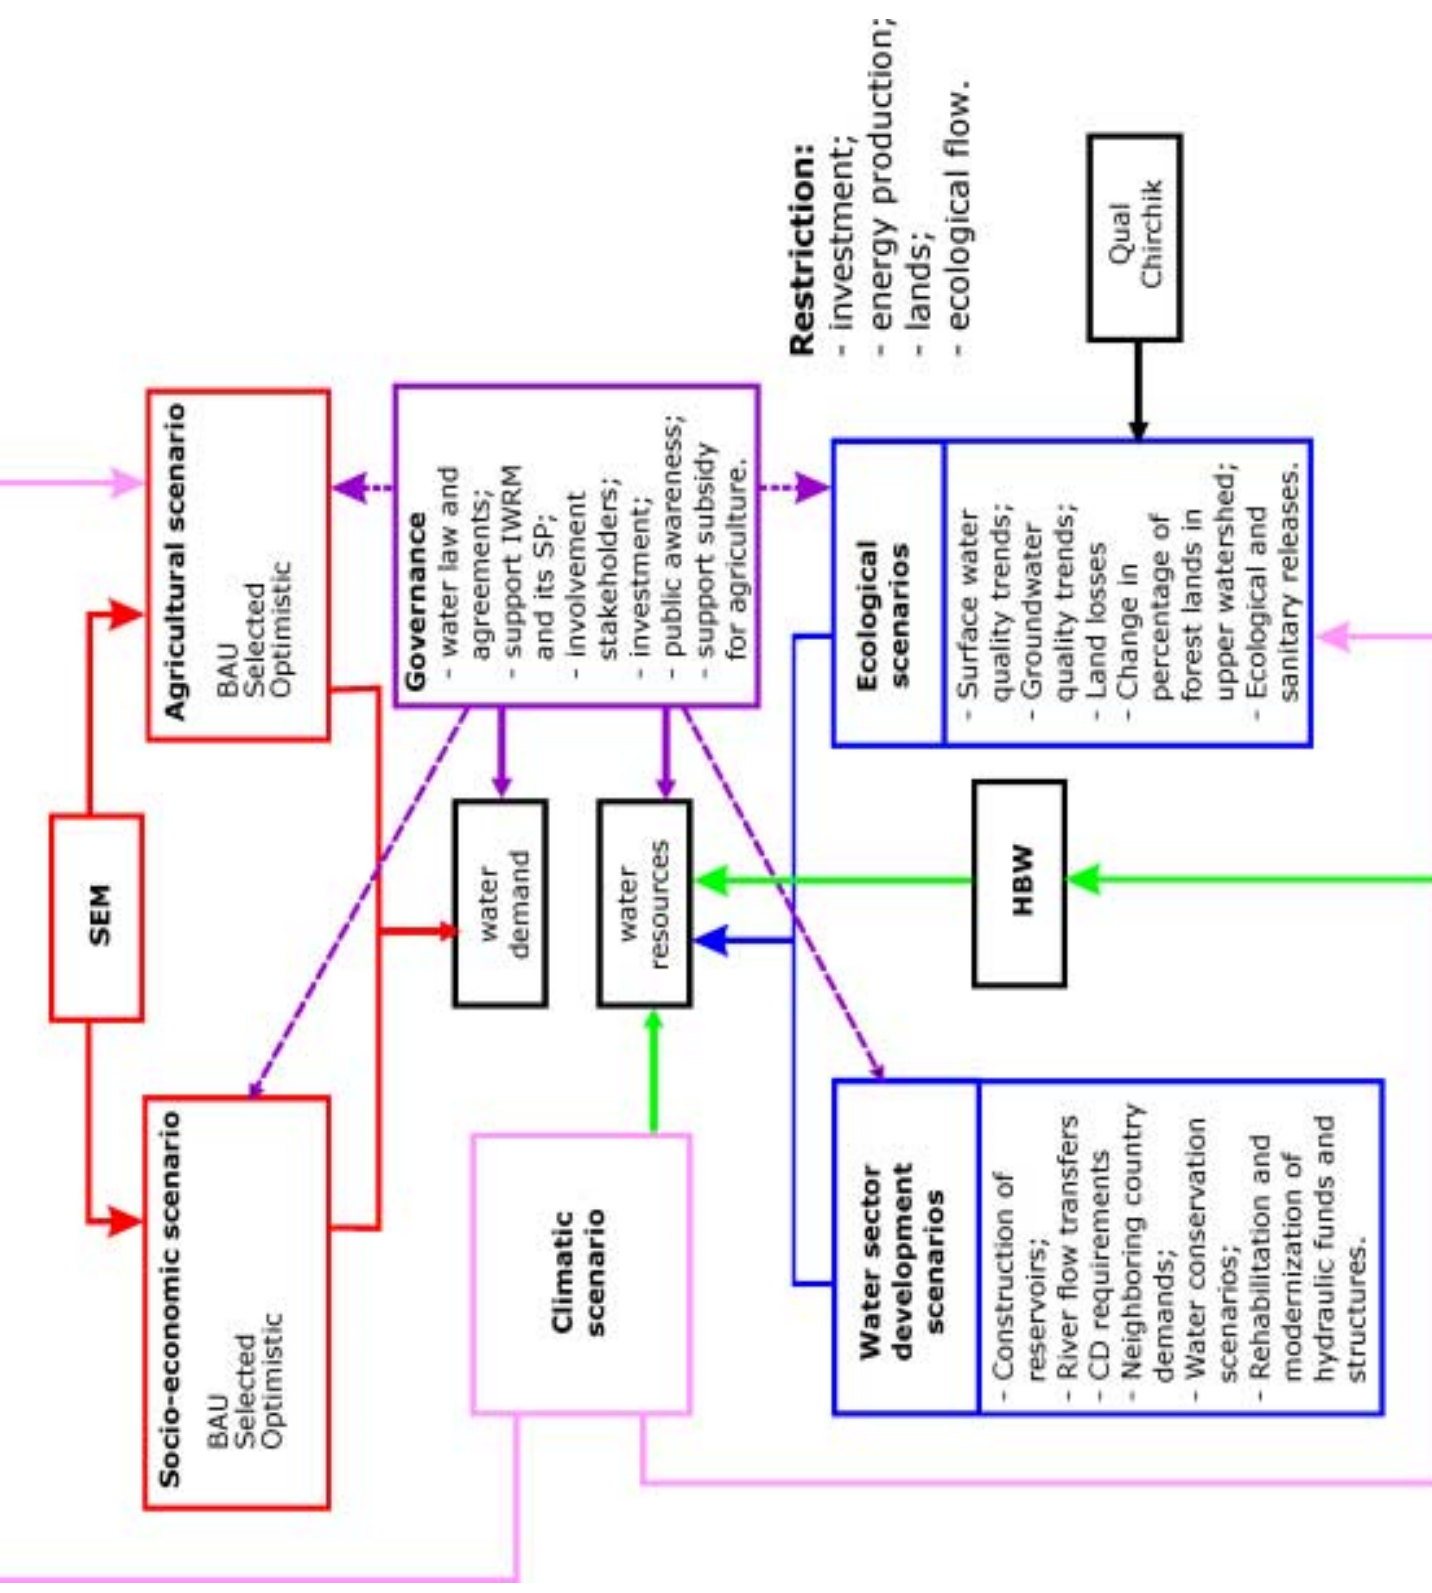 SEM
Socio-economic scenario
BAU
Selected
Optimistic
Agricultural scenario
BAU
Selected
Optimistic
Climatic
scenario
water
demand
water
resources
Governance
- water law and
agreements;
- support IWRM
and its SP;
- involvement
stakeholders;
- investment;
- public awareness;
- support subsidy
for agriculture.
Restriction:
- investment;
- energy production;
- lands;
- ecological flow.
Water sector
development
scenarios
- Construction of
reservoirs;
- River flow transfers
- CD requirements
- Neighboring country
demands;
- Water conservation
scenarios;
- Rehabilitation and
modernization of
hydraulic funds and
structures.
HBW
Ecological
scenarios
- Surface water
quality trends;
- Groundwater
quality trends;
- Land losses
- Change in
percentage of
forest lands in
upper watershed;
- Ecological and
sanitary releases.
Qual
Chirchik